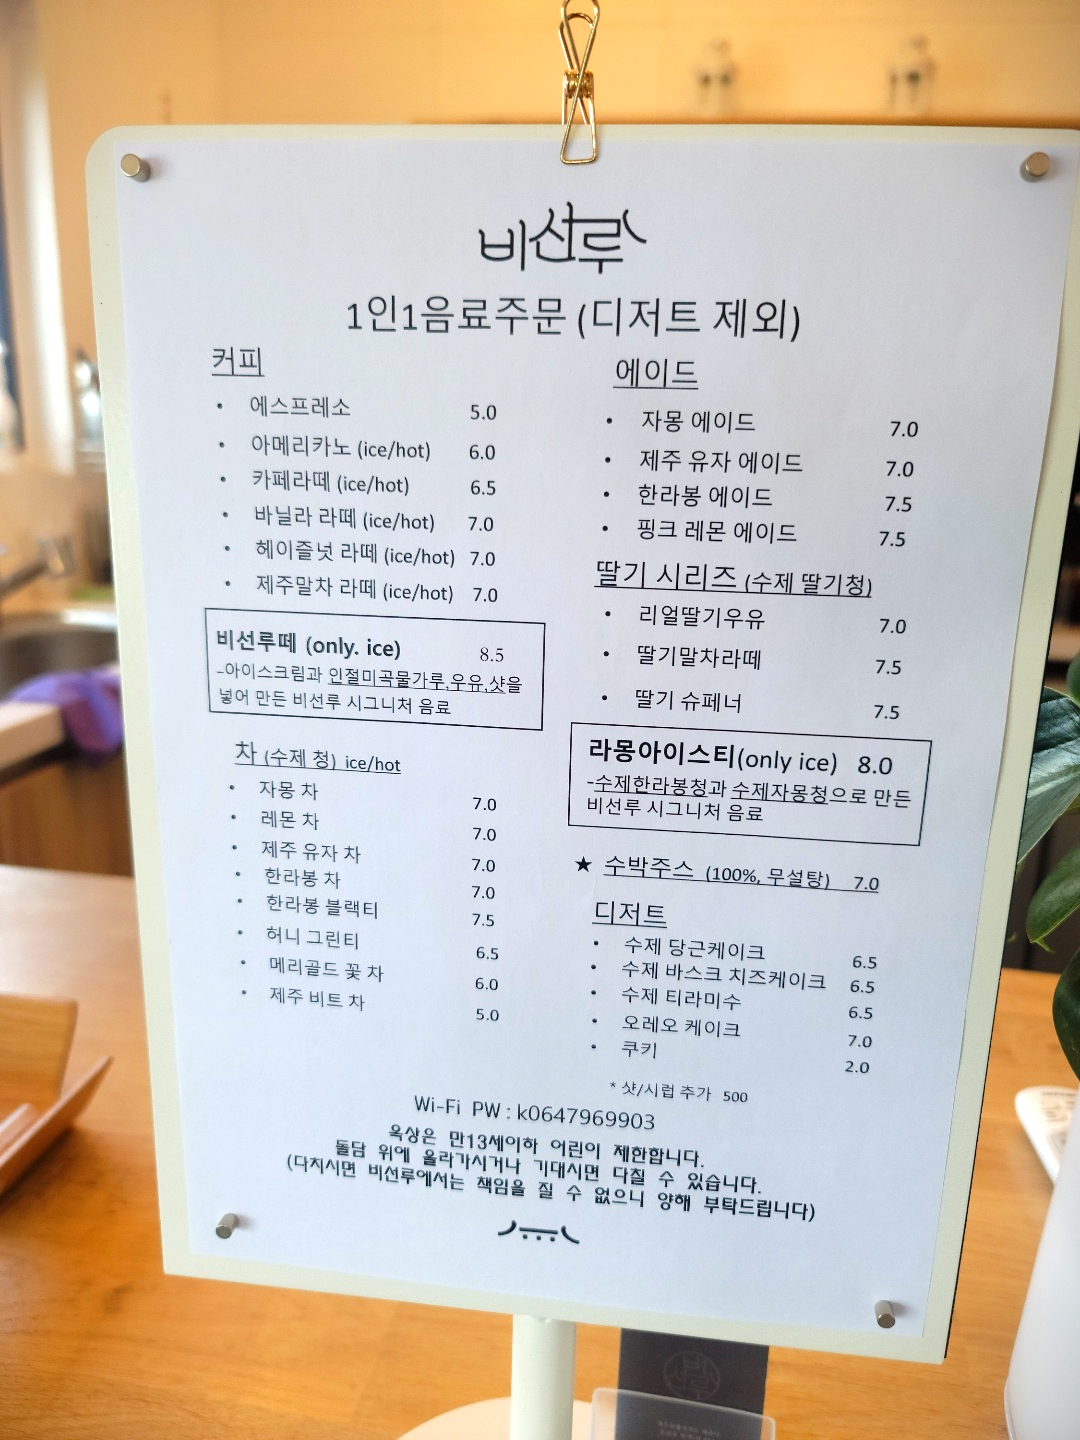 비선루
1인1음료주문 (디저트 제외)
커피
• 에스프레소 5.0
• 아메리카노 (ice/hot) 6.0
• 카페라떼 (ice/hot) 6.5
• 바닐라 라떼 (ice/hot) 7.0
• 헤이즐넛 라떼 (ice/hot) 7.0
• 제주말차 라떼 (ice/hot) 7.0
비선루떼 (only. ice) 8.5
-아이스크림과 인절미곡물가루,우유,샷을
넣어 만든 비선루 시그니처 음료
차 (수제 청) ice/hot
• 자몽 차 7.0
• 레몬 차 7.0
• 제주 유자 차 7.0
• 한라봉 차 7.0
• 한라봉 블랙티 7.5
• 허니 그린티 6.5
• 메리골드 꽃 차 6.0
• 제주 비트 차 5.0
에이드
• 자몽 에이드 7.0
• 제주 유자 에이드 7.0
• 한라봉 에이드 7.5
• 핑크 레몬 에이드 7.5
딸기 시리즈 (수제 딸기청)
• 리얼딸기우유 7.0
• 딸기말차라떼 7.5
• 딸기 슈페너 7.5
라몽아이스티(only ice) 8.0
-수제한라봉청과 수제자몽청으로 만든
비선루 시그니처 음료
★ 수박주스 (100%, 무설탕) 7.0
디저트
• 수제 당근케이크 6.5
• 수제 바스크 치즈케이크 6.5
• 수제 티라미수 6.5
• 오레오 케이크 7.0
• 쿠키 2.0
* 샷/시럽 추가 500
Wi-Fi PW : k0647969903
옥상은 만13세이하 어린이 제한합니다.
돌담 위에 올라가시거나 기대시면 다칠 수 있습니다.
(다치시면 비선루에서는 책임을 질 수 없으니 양해 부탁드립니다)